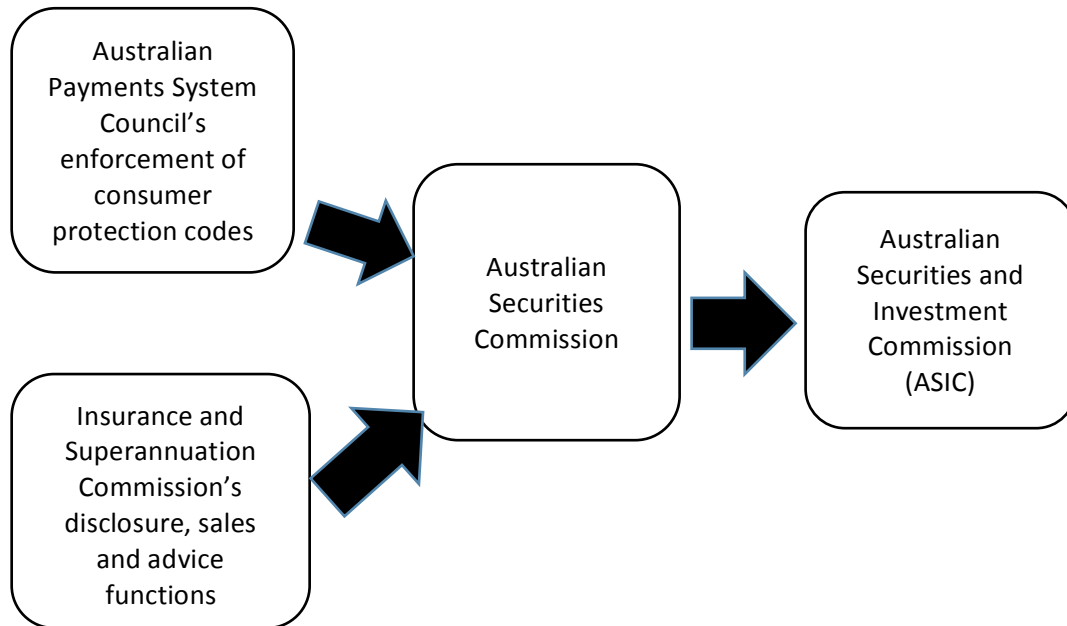 Australian
Payments System
Council’s
enforcement of
consumer
protection codes
Insurance and
Superannuation
Commission’s
disclosure, sales
and advice
functions
Australian
Securities
Commission
Australian
Securities and
Investment
Commission
(ASIC)